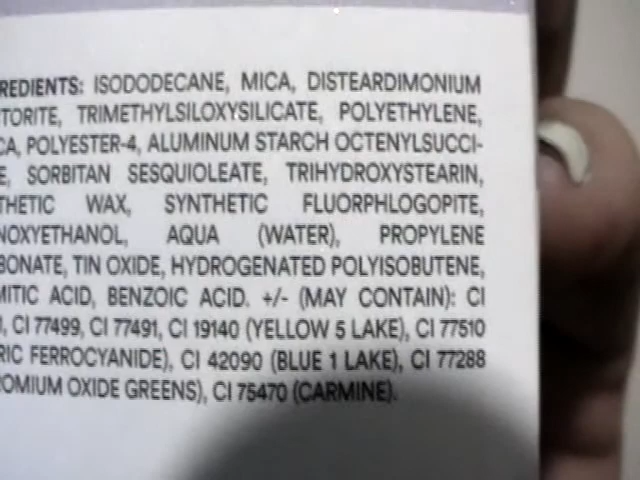 REDIENTS: ISODODECANE, MICA, DISTEARDIMONIUM
TORITE, TRIMETHYLSILOXYSILICATE, POLYETHYLENE,
CA, POLYESTER-4, ALUMINUM STARCH OCTENYLSUCCI-
E, SORBITAN SESQUIOLEATE, TRIHYDROXYSTEARIN,
THETIC WAX, SYNTHETIC FLUORPHLOGOPITE,
NOXYETHANOL, AQUA (WATER), PROPYLENE
BONATE, TIN OXIDE, HYDROGENATED POLYISOBUTENE,
MITIC ACID, BENZOIC ACID. +/- (MAY CONTAIN): CI
, CI 77499, CI 77491, CI 19140 (YELLOW 5 LAKE), CI 77510
RIC FERROCYANIDE), CI 42090 (BLUE 1 LAKE), CI 77288
OMIUM OXIDE GREENS), CI 75470 (CARMINE).